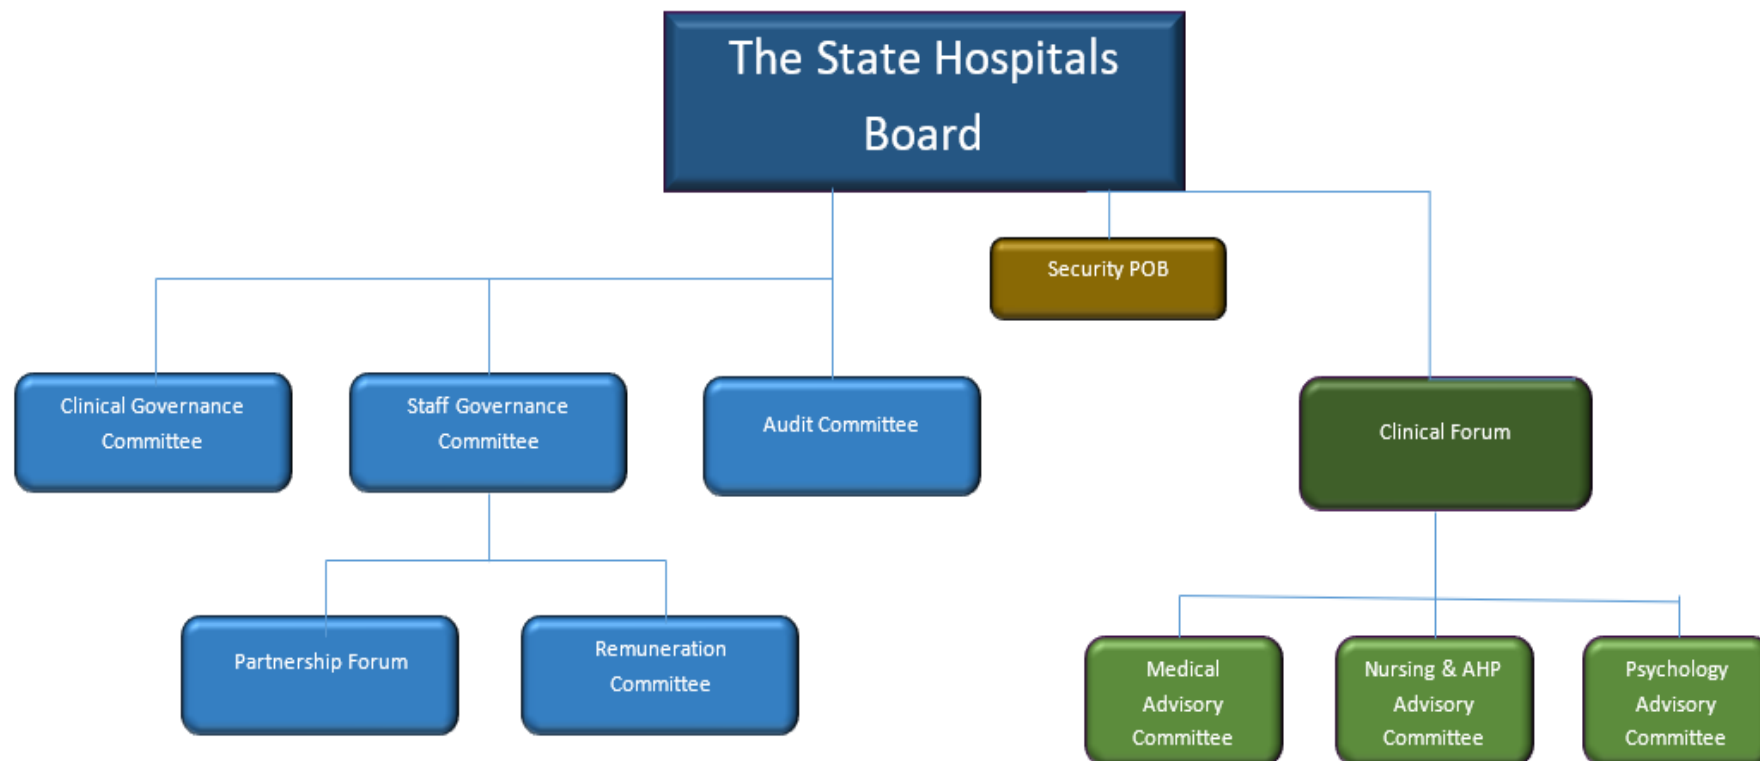 The State Hospitals
Board
Security POB
Clinical Governance
Committee
Staff Governance
Committee
Audit Committee
Clinical Forum
Partnership Forum
Remuneration
Committee
Medical
Advisory
Committee
Nursing & AHP
Advisory
Committee
Psychology
Advisory
Committee